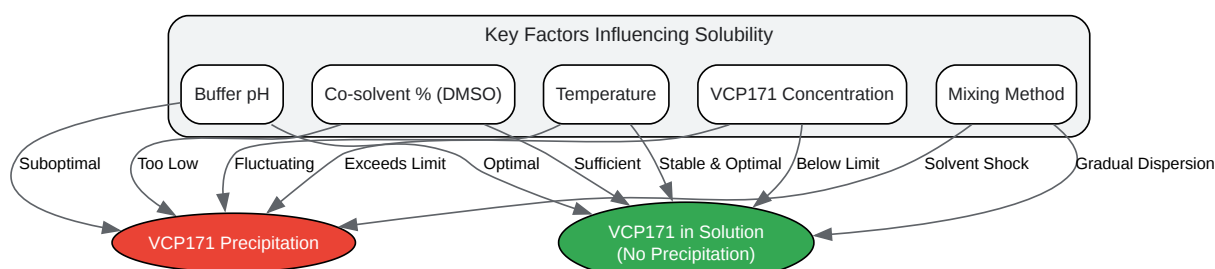 Key Factors Influencing Solubility
Buffer pH
Co-solvent % (DMSO)
Temperature
VCP171 Concentration
Mixing Method
Suboptimal
Too Low
Fluctuating
Exceeds Limit
Optimal
Sufficient
Stable & Optimal
Below Limit
Solvent Shock
Gradual Dispersion
VCP171 Precipitation
VCP171 in Solution
(No Precipitation)